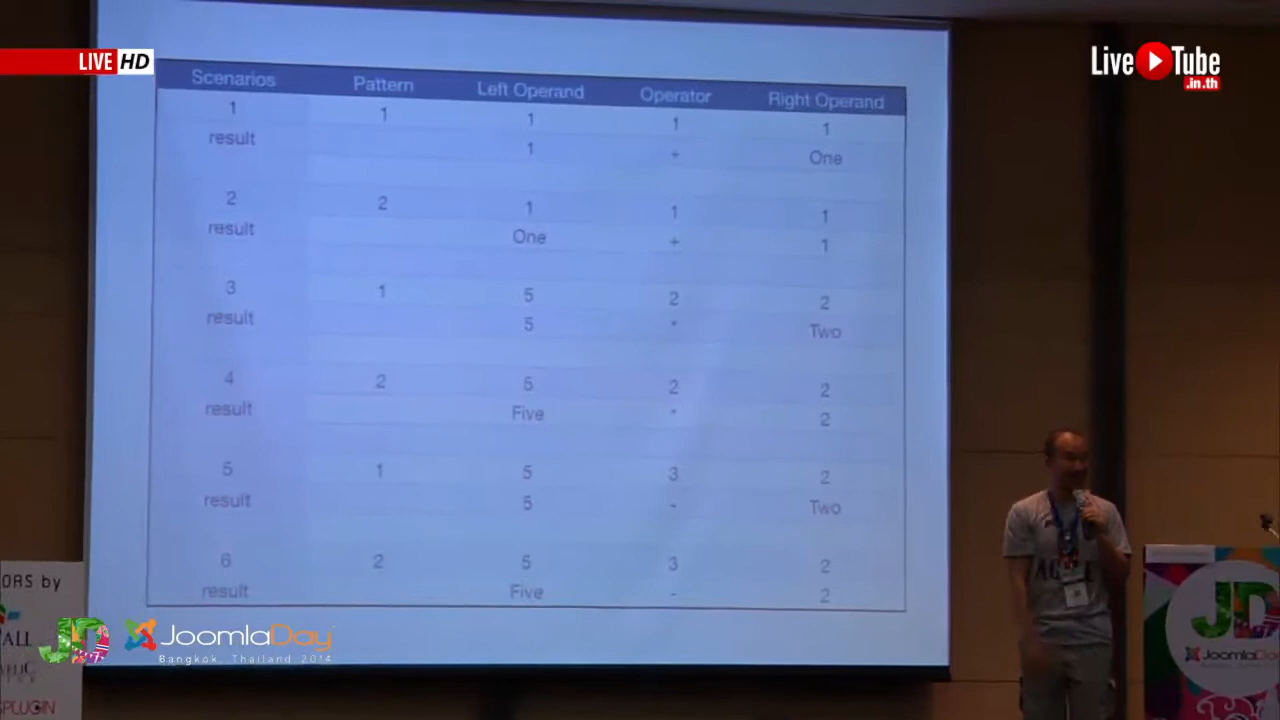 LIVE HD
Live Tube
.in.th
Scenarios Pattern Left Operand Operator Right Operand
1 1 1 1 1
result 1 + One
2 2 1 1 1
result One + 1
3 1 5 2 2
result 5 * Two
4 2 5 2 2
result Five * 2
5 1 5 3 2
result 5 - Two
6 2 5 3 2
result Five - 2
ORS by
ALL
PLUGIN
JD JoomlaDay
Bangkok, Thailand 2014
JD
JoomlaDa